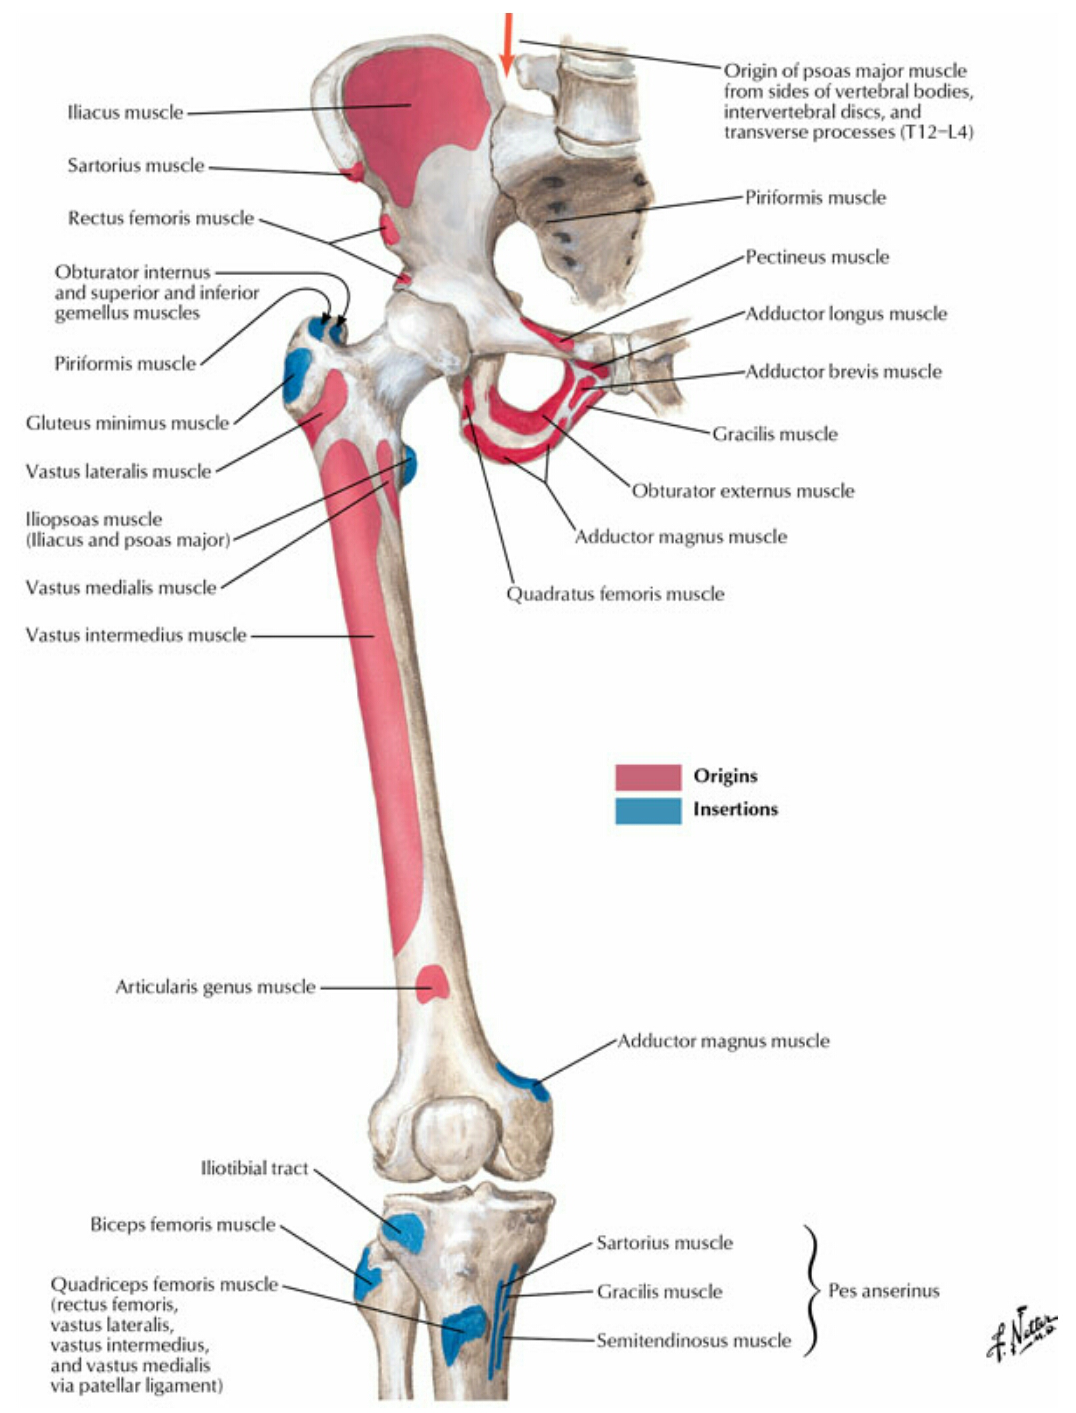 Origin of psoas major muscle
from sides of vertebral bodies,
intervertebral discs, and
transverse processes (T12–L4)
Iliacus muscle
Sartorius muscle
Piriformis muscle
Rectus femoris muscle
Pectineus muscle
Obturator internus
and superior and inferior
gemellus muscles
Adductor longus muscle
Piriformis muscle
Adductor brevis muscle
Gluteus minimus muscle
Gracilis muscle
Vastus lateralis muscle
Obturator externus muscle
Iliopsoas muscle
(Iliacus and psoas major)
Adductor magnus muscle
Vastus medialis muscle
Quadratus femoris muscle
Vastus intermedius muscle
Origins
Insertions
Articularis genus muscle
Adductor magnus muscle
Iliotibial tract
Biceps femoris muscle
Sartorius muscle
Quadriceps femoris muscle
(rectus femoris,
vastus lateralis,
vastus intermedius,
and vastus medialis
via patellar ligament)
Gracilis muscle
Pes anserinus
Semitendinosus muscle
F. Netter
M.D.